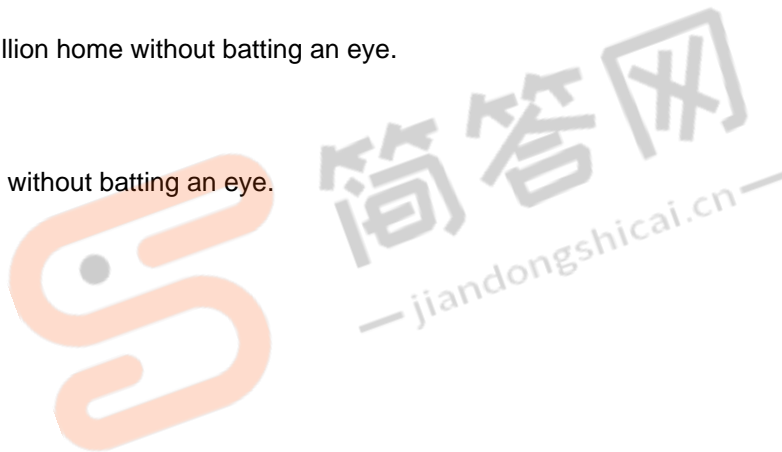 llion home without batting an eye.
without batting an eye.
简答网
jiandongshicai.cn